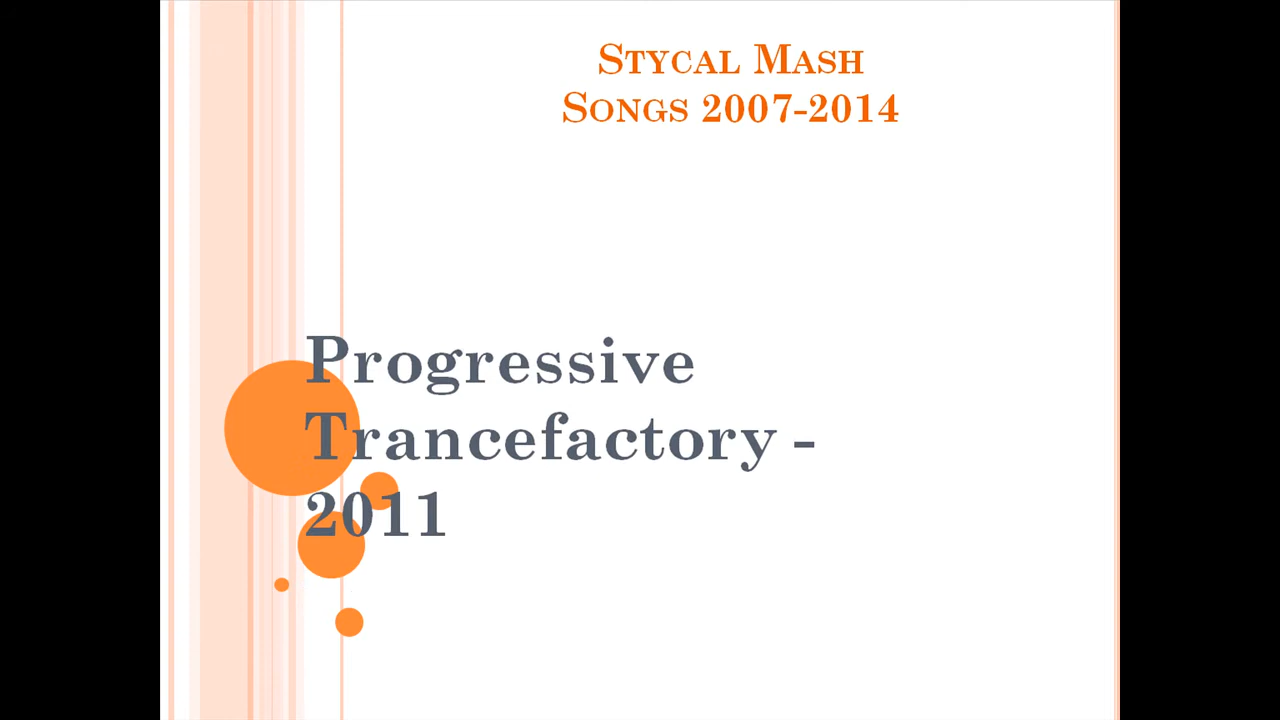 Stycal Mash
Songs 2007-2014
Progressive
Trancefactory -
2011